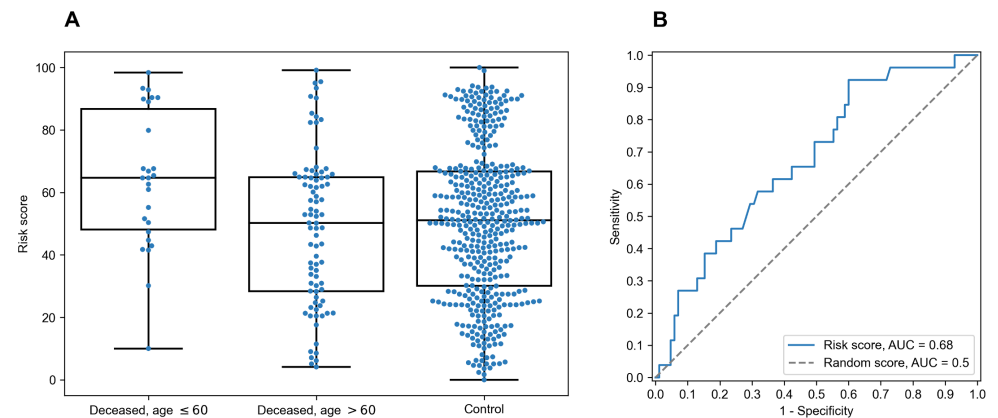 A
Risk score
100
80
60
40
20
0
Deceased, age ≤ 60
Deceased, age > 60
Control
B
Sensitivity
1.0
0.9
0.8
0.7
0.6
0.5
0.4
0.3
0.2
0.1
0.0
Risk score, AUC = 0.68
Random score, AUC = 0.5
0.0 0.1 0.2 0.3 0.4 0.5 0.6 0.7 0.8 0.9 1.0
1 - Specificity